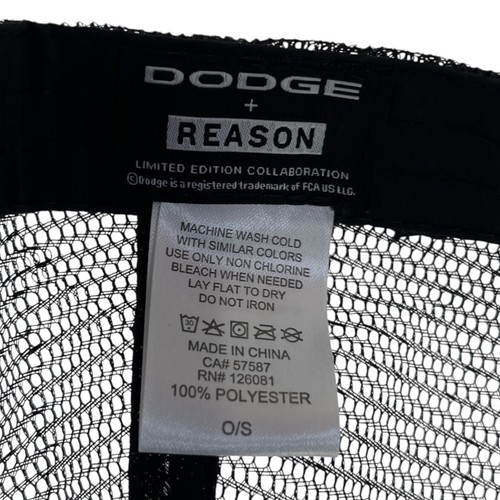 DODGE
+
REASON
LIMITED EDITION COLLABORATION
©Dodge is a registered trademark of FCA US LLC.
MACHINE WASH COLD
WITH SIMILAR COLORS
USE ONLY NON CHLORINE
BLEACH WHEN NEEDED
LAY FLAT TO DRY
DO NOT IRON
30
MADE IN CHINA
CA# 57587
RN# 126081
100% POLYESTER
O/S